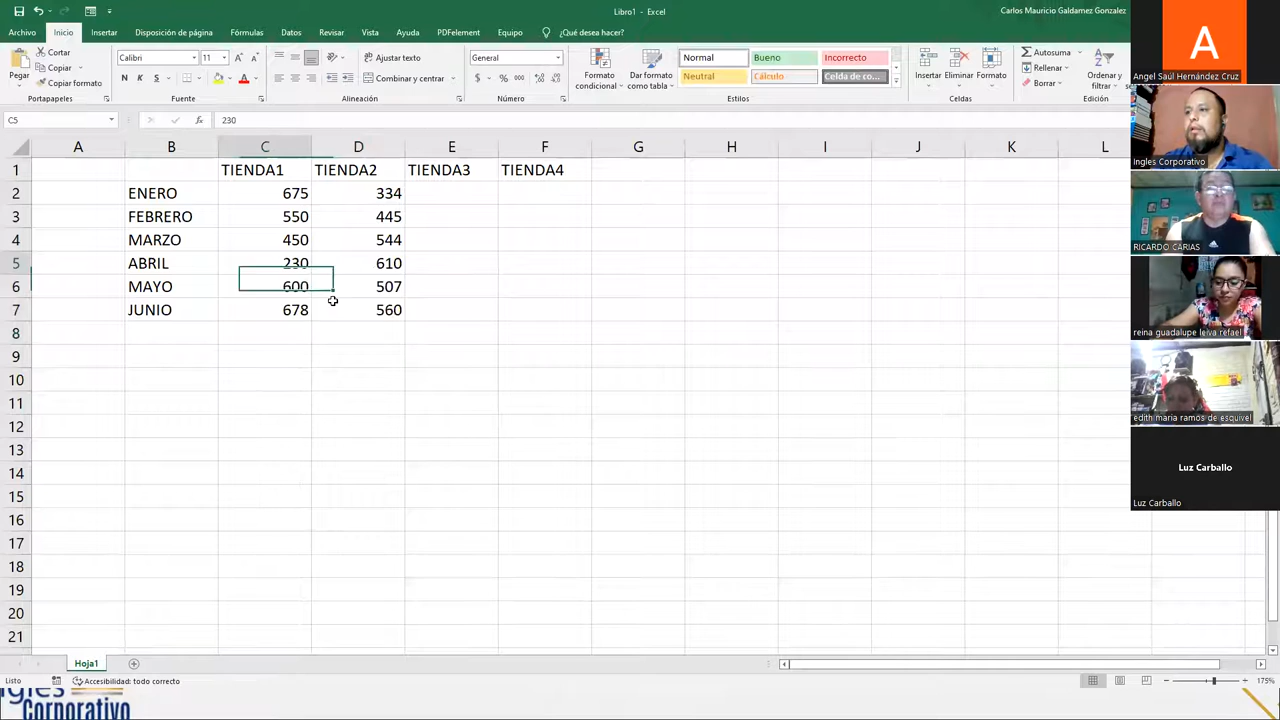 Libro1 - Excel
Carlos Mauricio Galdamez Gonzalez
Archivo Inicio Insertar Disposición de página Fórmulas Datos Revisar Vista Ayuda PDFelement Equipo ¿Qué desea hacer?
Pegar
Cortar
Copiar
Copiar formato
Portapapeles
Calibri 11
N K S
Fuente
Ajustar texto
Combinar y centrar
Alineación
General
Número
Formato condicional
Dar formato como tabla
Normal Bueno Incorrecto
Neutral Cálculo Celda de co...
Estilos
Insertar Eliminar Formato
Celdas
Autosuma
Rellenar
Borrar
Ordenar y filtrar
Edición
C5 230
A B C D E F G H I J K L
1 TIENDA1 TIENDA2 TIENDA3 TIENDA4
2 ENERO 675 334
3 FEBRERO 550 445
4 MARZO 450 544
5 ABRIL 230 610
6 MAYO 600 507
7 JUNIO 678 560
8
9
10
11
12
13
14
15
16
17
18
19
20
21
Hoja1
Listo Accesibilidad: todo correcto 175%
Corporativo
A
Angel Saúl Hernández Cruz
Ingles Corporativo
RICARDO CARIAS
reina guadalupe leiva refael
edith maria ramos de esquivel
Luz Carballo
Luz Carballo